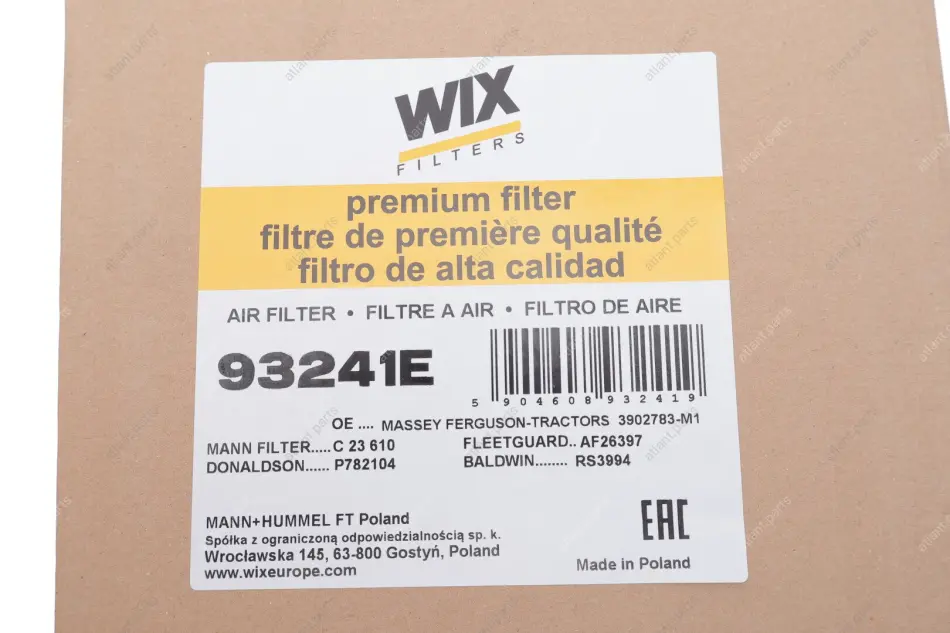 WIX
FILTERS
premium filter
filtre de première qualité
filtro de alta calidad
AIR FILTER • FILTRE A AIR • FILTRO DE AIRE
93241E
5 904608 932419
OE .... MASSEY FERGUSON-TRACTORS 3902783-M1
MANN FILTER.....C 23 610 FLEETGUARD.. AF26397
DONALDSON...... P782104 BALDWIN........ RS3994
MANN+HUMMEL FT Poland
Spółka z ograniczoną odpowiedzialnością sp. k.
Wrocławska 145, 63-800 Gostyń, Poland
www.wixeurope.com
EAC
Made in Poland
atlant.parts